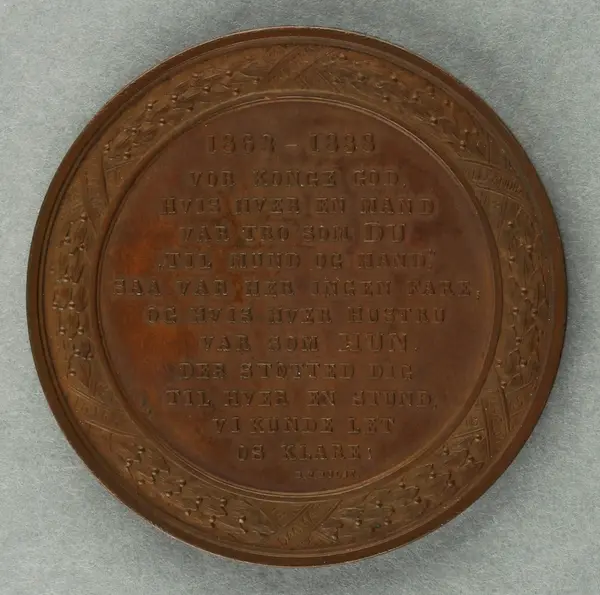 1863 - 1888
VOR KONGE GOD,
HVIS HVER EN MAND
VAR TRO SOM DU
TIL MUND OG HAAND,
SAA VAR HER INGEN FARE;
OG HVIS HVER HUSTRU
VAR SOM HUN,
DER STØTTED DIG
TIL HVER EN STUND,
VI KUNDE LET
OS KLARE!